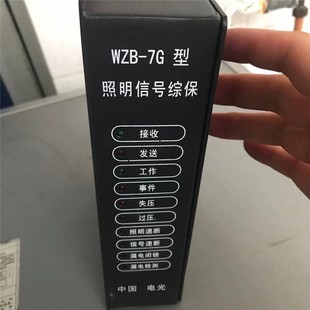 WZB-7G 型
照明信号综保
接收
发送
工作
事件
失压
过压
照明速断
信号速断
漏电闭锁
漏电检测
中国 电光